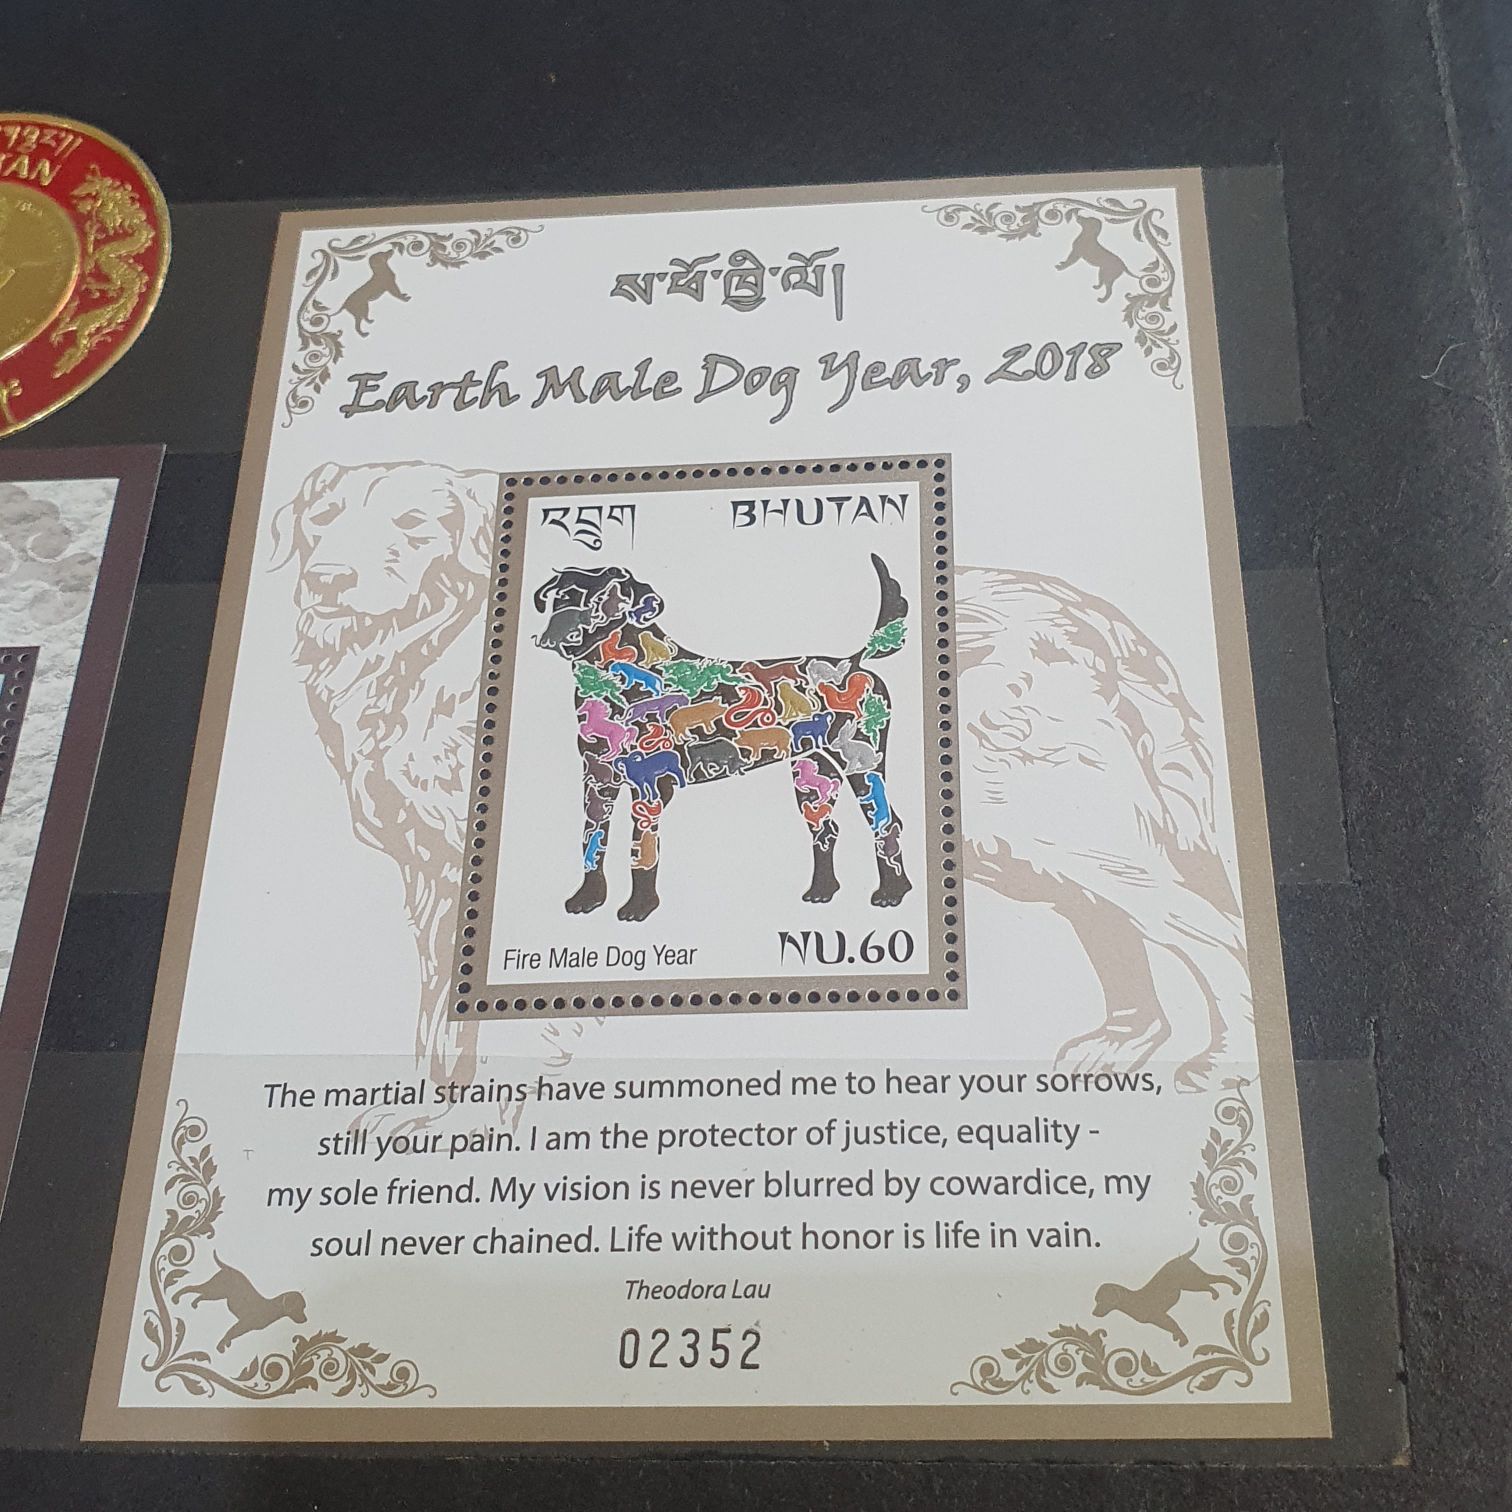 ས་ཕོ་ཁྱི་ལོ།
Earth Male Dog Year, 2018
འབྲུག BHUTAN
Fire Male Dog Year NU.60
The martial strains have summoned me to hear your sorrows,
still your pain. I am the protector of justice, equality -
my sole friend. My vision is never blurred by cowardice, my
soul never chained. Life without honor is life in vain.
Theodora Lau
02352